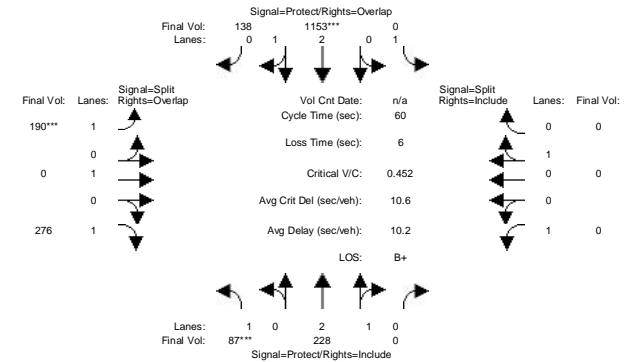 Signal=Protect/Rights=Overlap
Final Vol: 138 1153*** 0
Lanes: 0 1 2 0 1
Signal=Split
Final Vol: Lanes: Rights=Overlap
Vol Cnt Date: n/a
Signal=Split
Rights=Include Lanes: Final Vol:
Cycle Time (sec): 60
190*** 1 0 0
Loss Time (sec): 6
0 1
0 1 Critical V/C: 0.452 0 0
0 Avg Crit Del (sec/veh): 10.6 0
276 1 Avg Delay (sec/veh): 10.2 1 0
LOS: B+
Lanes: 1 0 2 1 0
Final Vol: 87*** 228 0
Signal=Protect/Rights=Include